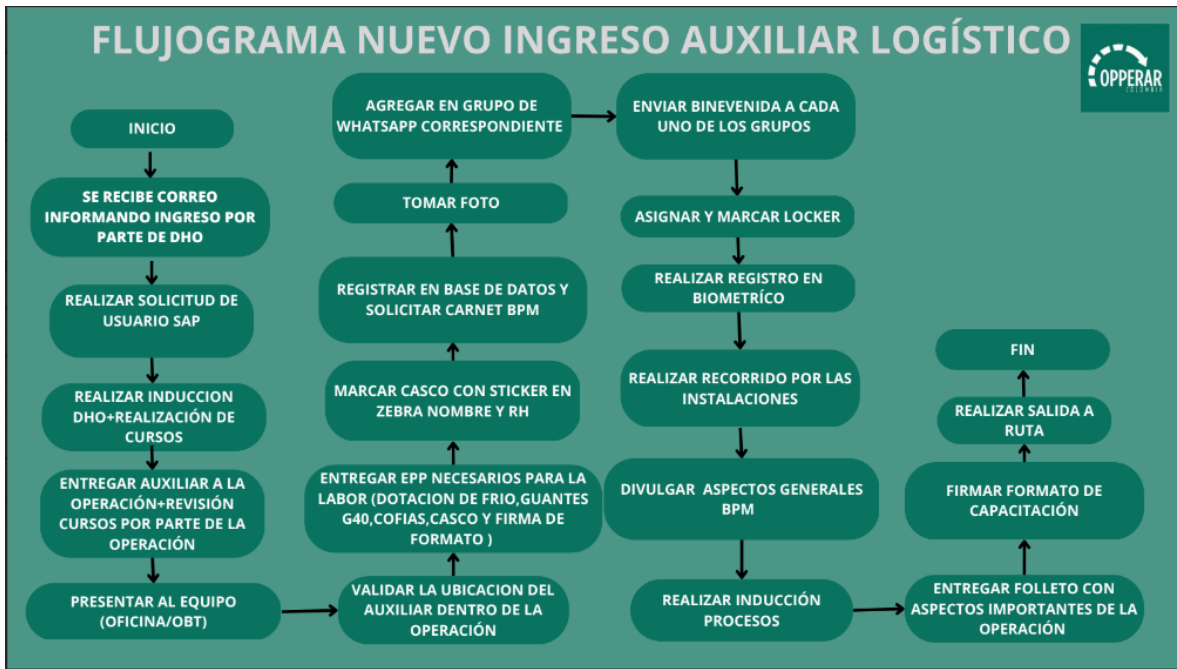 FLUJOGRAMA NUEVO INGRESO AUXILIAR LOGÍSTICO
OPPERAR
COLOMBIA
INICIO
SE RECIBE CORREO
INFORMANDO INGRESO POR
PARTE DE DHO
REALIZAR SOLICITUD DE
USUARIO SAP
REALIZAR INDUCCION
DHO+REALIZACIÓN DE
CURSOS
ENTREGAR AUXILIAR A LA
OPERACIÓN+REVISIÓN
CURSOS POR PARTE DE LA
OPERACIÓN
PRESENTAR AL EQUIPO
(OFICINA/OBT)
VALIDAR LA UBICACION DEL
AUXILIAR DENTRO DE LA
OPERACIÓN
ENTREGAR EPP NECESARIOS PARA LA
LABOR (DOTACION DE FRIO,GUANTES
G40,COFIAS,CASCO Y FIRMA DE
FORMATO )
MARCAR CASCO CON STICKER EN
ZEBRA NOMBRE Y RH
REGISTRAR EN BASE DE DATOS Y
SOLICITAR CARNET BPM
TOMAR FOTO
AGREGAR EN GRUPO DE
WHATSAPP CORRESPONDIENTE
ENVIAR BINEVENIDA A CADA
UNO DE LOS GRUPOS
ASIGNAR Y MARCAR LOCKER
REALIZAR REGISTRO EN
BIOMETRÍCO
REALIZAR RECORRIDO POR LAS
INSTALACIONES
DIVULGAR ASPECTOS GENERALES
BPM
REALIZAR INDUCCIÓN
PROCESOS
ENTREGAR FOLLETO CON
ASPECTOS IMPORTANTES DE LA
OPERACIÓN
FIRMAR FORMATO DE
CAPACITACIÓN
REALIZAR SALIDA A
RUTA
FIN